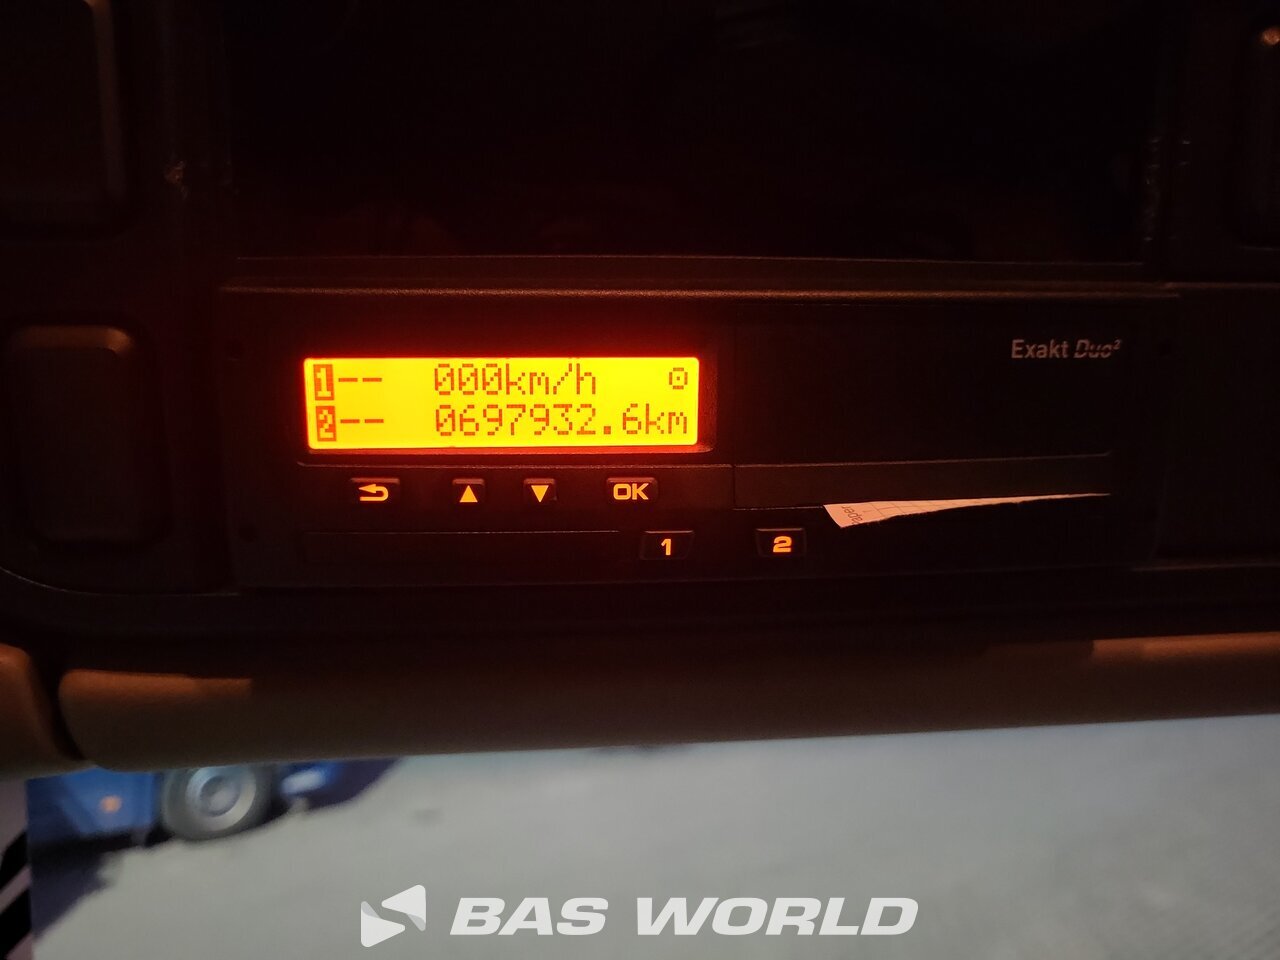 Exakt Duo²
1-- 000km/h
2-- 0697932.6km
OK
1 2
BAS WORLD